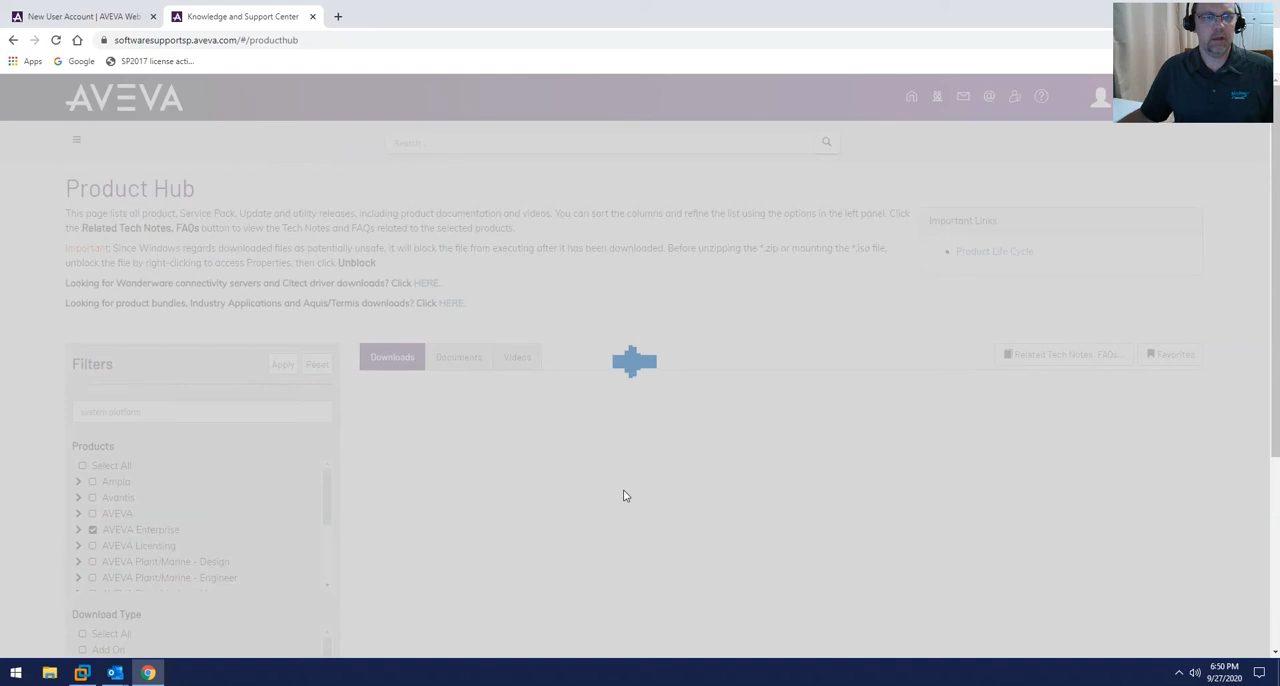 New User Account | AVEVA Web
Knowledge and Support Center
softwaresupportsp.aveva.com/#/producthub
Apps
Google
SP2017 license acti...
AVEVA
Search...
Product Hub
This page lists all product, Service Pack, Update and utility releases, including product documentation and videos. You can sort the columns and refine the list using the options in the left panel. Click
the Related Tech Notes, FAQs button to view the Tech Notes and FAQs related to the selected products.
Important: Since Windows regards downloaded files as potentially unsafe, it will block the file from executing after it has been downloaded. Before unzipping the *.zip or mounting the *.iso file,
unblock the file by right-clicking to access Properties, then click Unblock
Looking for Wonderware connectivity servers and Citect driver downloads? Click HERE.
Looking for product bundles, Industry Applications and Aquis/Termis downloads? Click HERE.
Important Links
Product Life Cycle
Filters
Apply
Reset
Downloads
Documents
Videos
Related Tech Notes, FAQs...
Favorites
system platform
Products
Select All
Ampla
Avantis
AVEVA
AVEVA Enterprise
AVEVA Licensing
AVEVA Plant/Marine - Design
AVEVA Plant/Marine - Engineer
Download Type
Select All
Add On
6:50 PM
9/27/2020